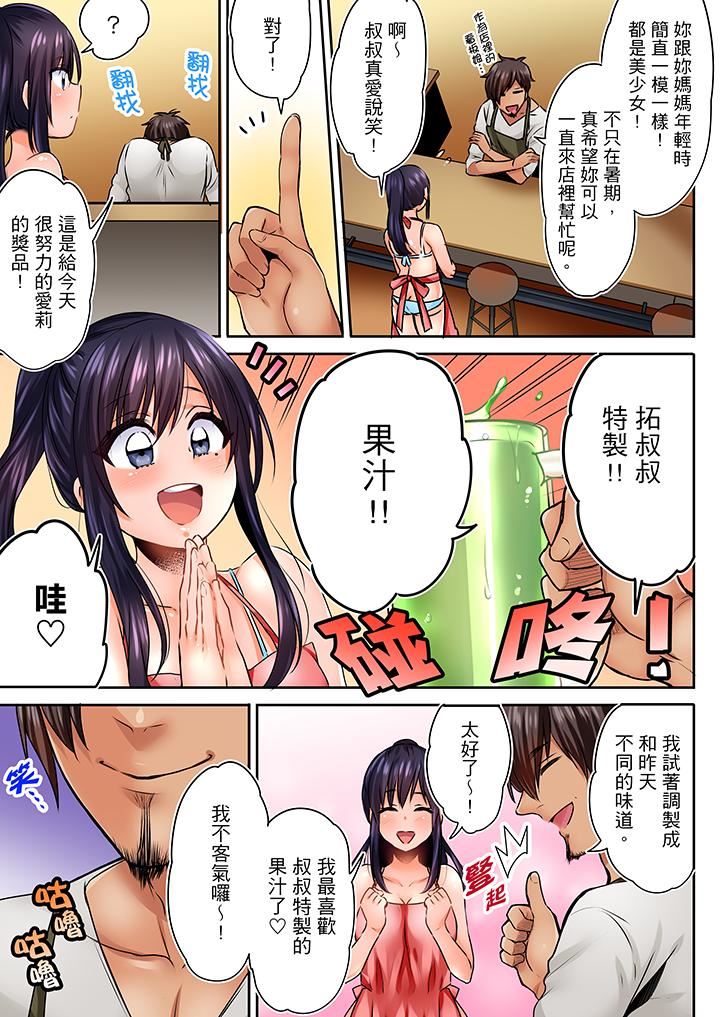 妳跟妳媽媽年輕時
簡直一模一樣！
都是美少女！
不只在暑期，
真希望妳可以
一直來店裡幫忙呢。
作為店裡的
看板娘…
啊～
叔叔真愛說笑！
對了！
翻找
翻找
？
這是給今天
很努力的愛莉
的獎品！
拓叔叔
特製!!
果汁!!
咚！
碰
哇♡
我試著調製成
和昨天
不同的味道。
豎起
太好了～！
我最喜歡
叔叔特製的
果汁了♡
我不客氣囉～！
笑…
咕嚕
咕嚕